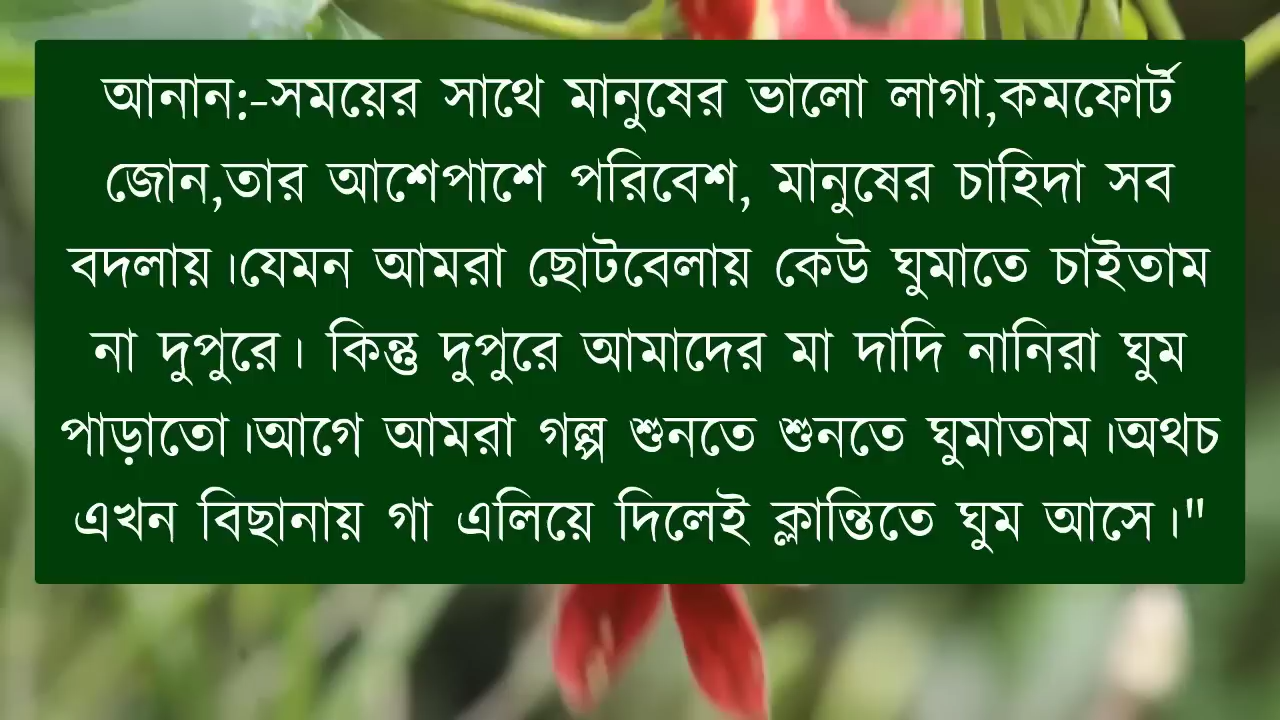 আনান:-সময়ের সাথে মানুষের ভালো লাগা,কমফোর্ট
জোন,তার আশেপাশে পরিবেশ, মানুষের চাহিদা সব
বদলায়।যেমন আমরা ছোটবেলায় কেউ ঘুমাতে চাইতাম
না দুপুরে। কিন্তু দুপুরে আমাদের মা দাদি নানিরা ঘুম
পাড়াতো।আগে আমরা গল্প শুনতে শুনতে ঘুমাতাম।অথচ
এখন বিছানায় গা এলিয়ে দিলেই ক্লান্তিতে ঘুম আসে।"